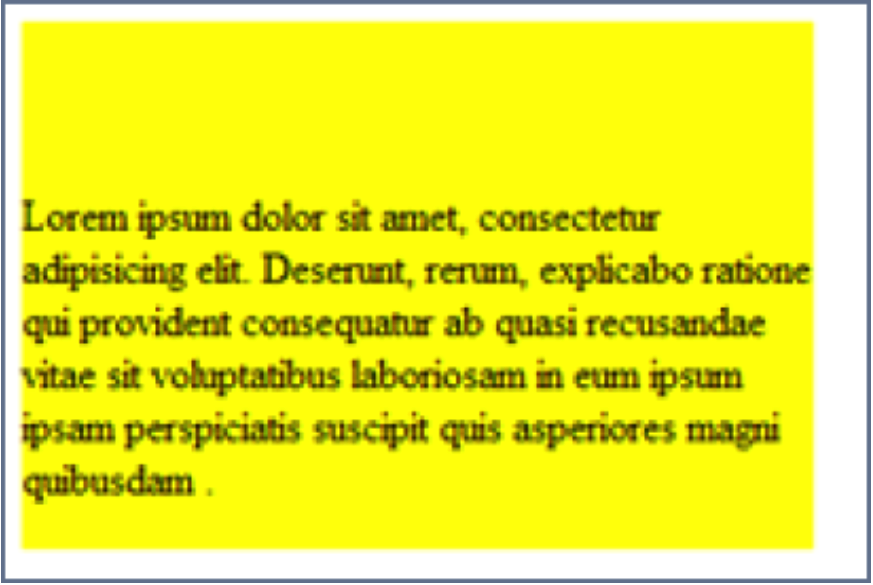 Lorem ipsum dolor sit amet, consectetur
adipisicing elit. Deserunt, rerum, explicabo ratione
qui provident consequatur ab quasi recusandae
vitae sit voluptatibus laboriosam in eum ipsum
ipsam perspiciatis suscipit quis asperiores magni
quibusdam .